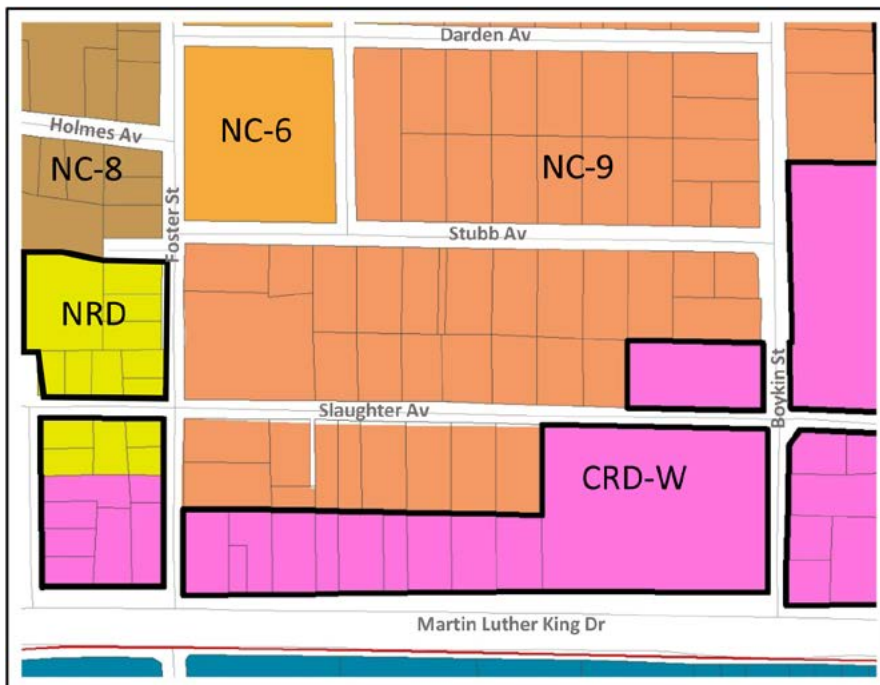 Darden Av
Holmes Av
NC-6
NC-8
NC-9
Foster St
Stubb Av
NRD
Boykin St
Slaughter Av
CRD-W
Martin Luther King Dr